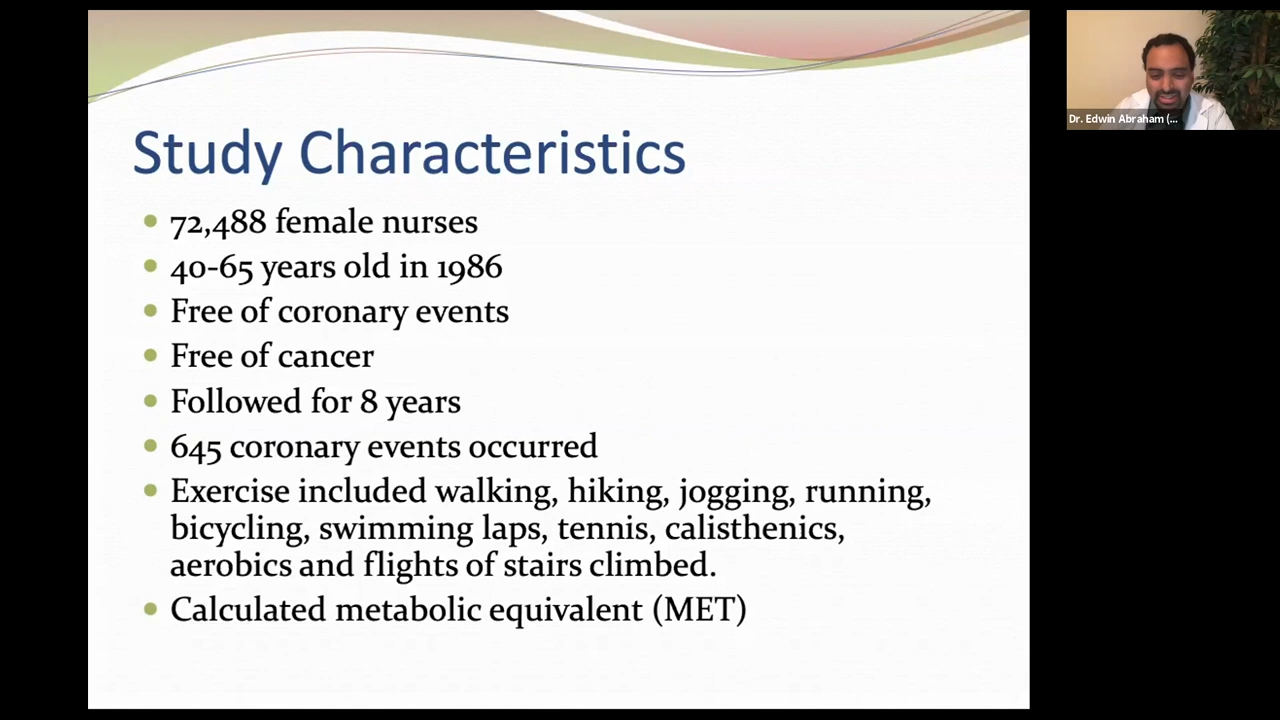 Study Characteristics
72,488 female nurses
40-65 years old in 1986
Free of coronary events
Free of cancer
Followed for 8 years
645 coronary events occurred
Exercise included walking, hiking, jogging, running,
bicycling, swimming laps, tennis, calisthenics,
aerobics and flights of stairs climbed.
Calculated metabolic equivalent (MET)
Dr. Edwin Abraham (...